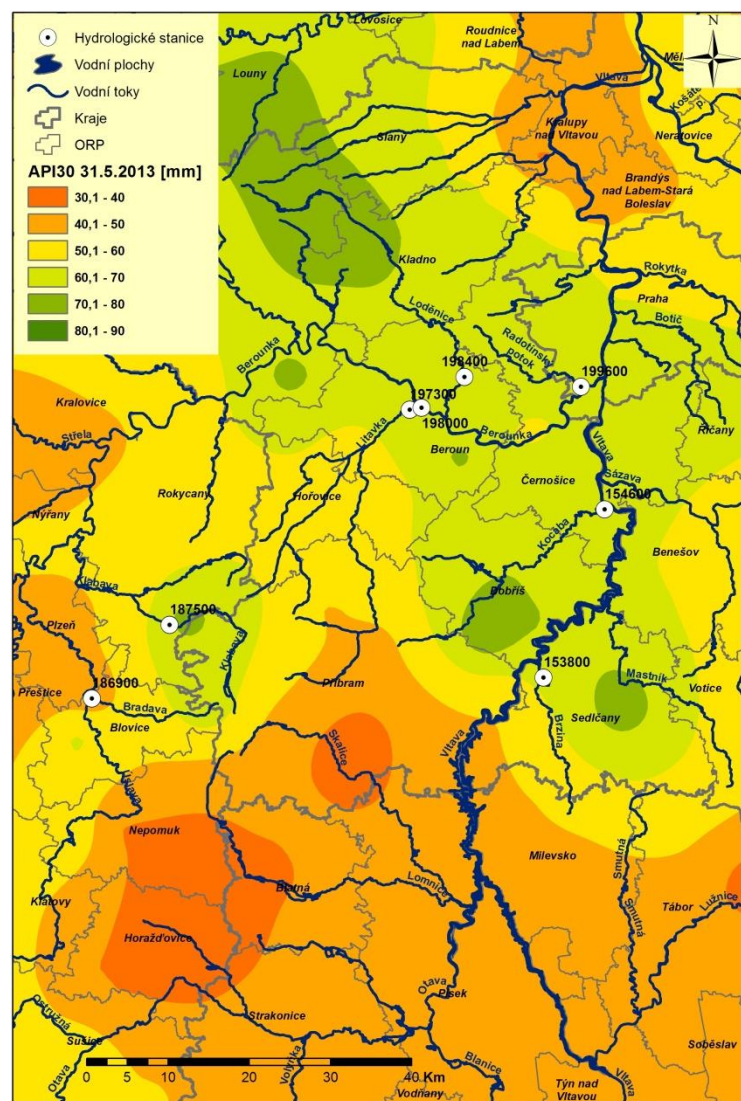 Hydrologické stanice
Vodní plochy
Vodní toky
Kraje
ORP
API30 31.5.2013 [mm]
30,1 - 40
40,1 - 50
50,1 - 60
60,1 - 70
70,1 - 80
80,1 - 90
N
Lovosice
Roudnice
nad Labem
Louny
Vltava
Slaný
Kralupy
nad Vltavou
Neratovice
Brandýs
nad Labem-Stará
Boleslav
Kladno
Rokytka
Praha
Loděnice
Botič
Radotínský
potok
Berounka
198400
199600
197300
198000
Kralovice
Střela
Litavka
Beroun
Berounka
Vltava
Říčany
Rokycany
Hořovice
Černošice
Sázava
154600
Nýřany
Kocába
Benešov
Klabava
Dobříš
187500
Plzeň
Klabava
153800
Mastník
Přeštice
186900
Příbram
Votice
Bradava
Blovice
Brzina
Sedlčany
Skalice
Vltava
Úslava
Nepomuk
Milevsko
Smutná
Klatovy
Blatná
Lomnice
Smutná
Tábor
Lužnice
Horažďovice
Otava
Písek
Strakonice
Ostružná
Sušice
Soběslav
Otava
Volyňka
Blanice
0 5 10 20 30 40 Km
Týn nad
Vltavou
Vltava
Vodňany